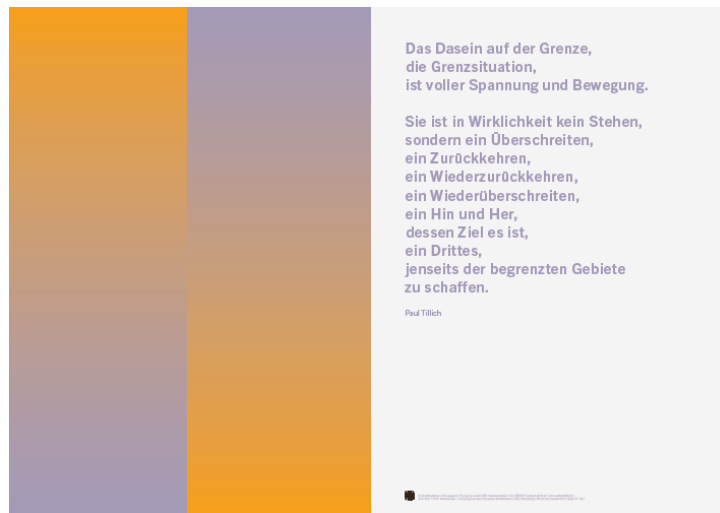 Das Dasein auf der Grenze,
die Grenzsituation,
ist voller Spannung und Bewegung.
Sie ist in Wirklichkeit kein Stehen,
sondern ein Überschreiten,
ein Zurückkehren,
ein Wiederzurückkehren,
ein Wiederüberschreiten,
ein Hin und Her,
dessen Ziel es ist,
ein Drittes,
jenseits der begrenzten Gebiete
zu schaffen.
Paul Tillich